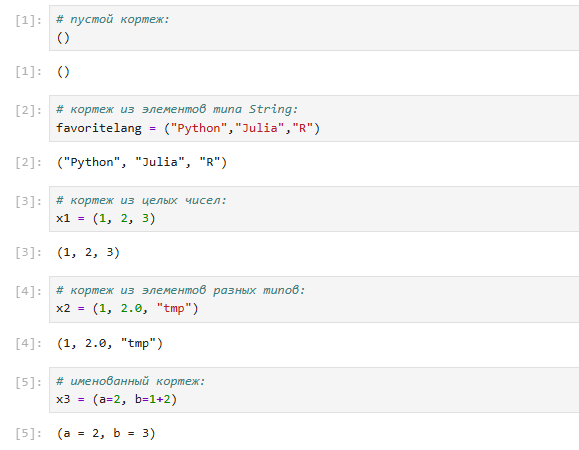 [1]: # пустой кортеж:
()
[1]: ()
[2]: # кортеж из элементов типа String:
favoritelang = ("Python","Julia","R")
[2]: ("Python", "Julia", "R")
[3]: # кортеж из целых чисел:
x1 = (1, 2, 3)
[3]: (1, 2, 3)
[4]: # кортеж из элементов разных типов:
x2 = (1, 2.0, "tmp")
[4]: (1, 2.0, "tmp")
[5]: # именованный кортеж:
x3 = (a=2, b=1+2)
[5]: (a = 2, b = 3)